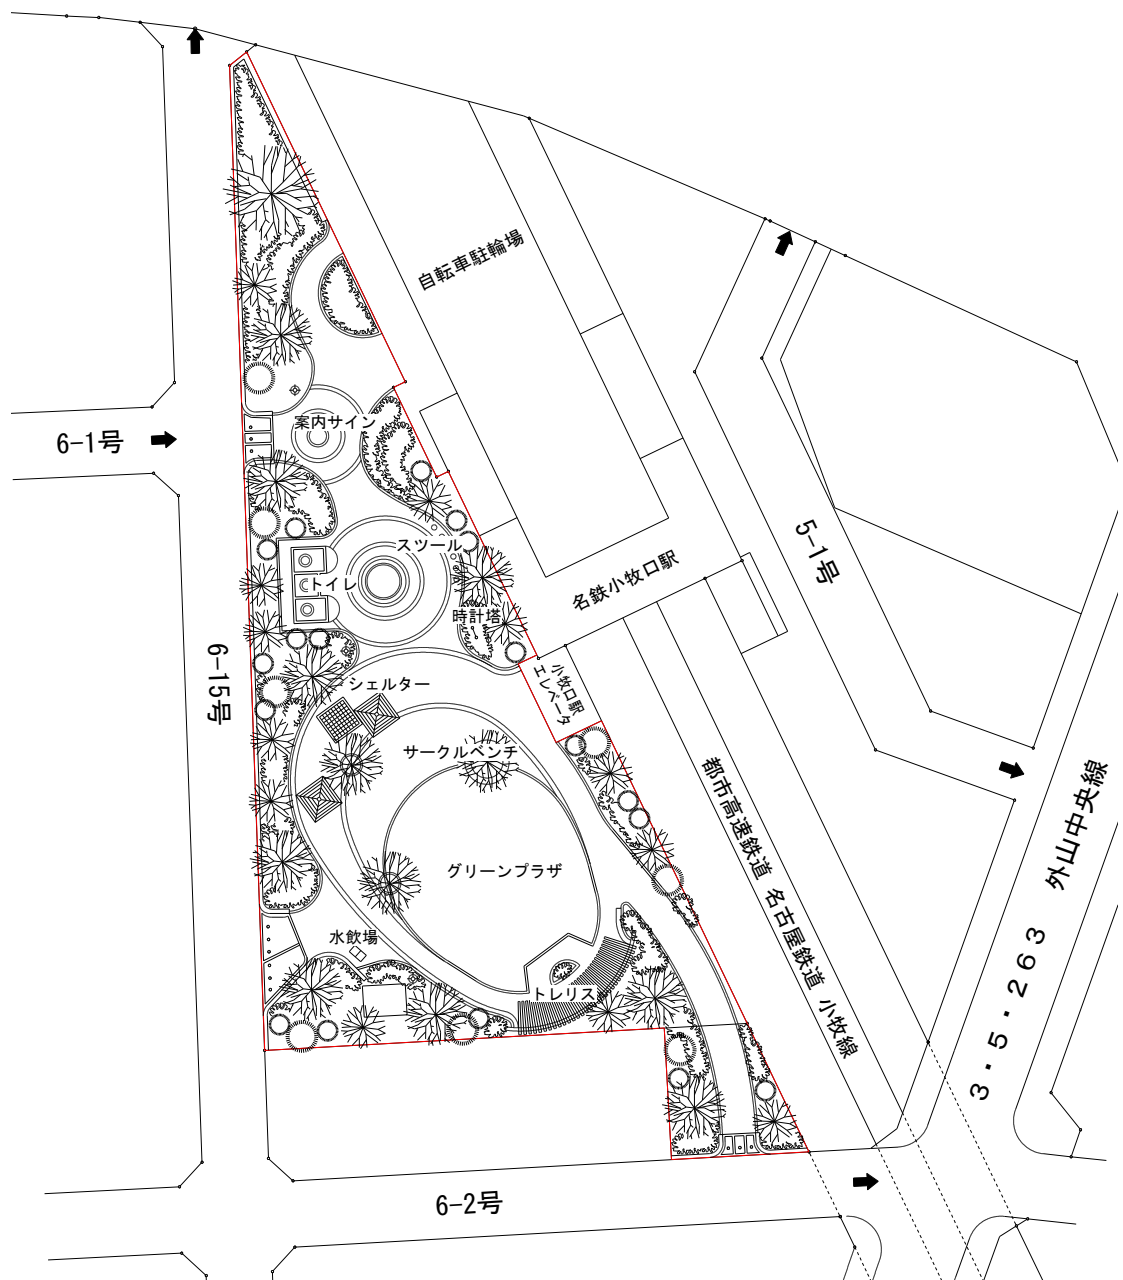 自転車駐輪場
6-1号
案内サイン
スツール
トイレ
時計塔
名鉄小牧口駅
5-1号
小牧口駅
エレベータ
6-15号
シェルター
サークルベンチ
グリーンプラザ
都市高速鉄道 名古屋鉄道 小牧線
水飲場
トレリス
3・5・263 外山中央線
6-2号